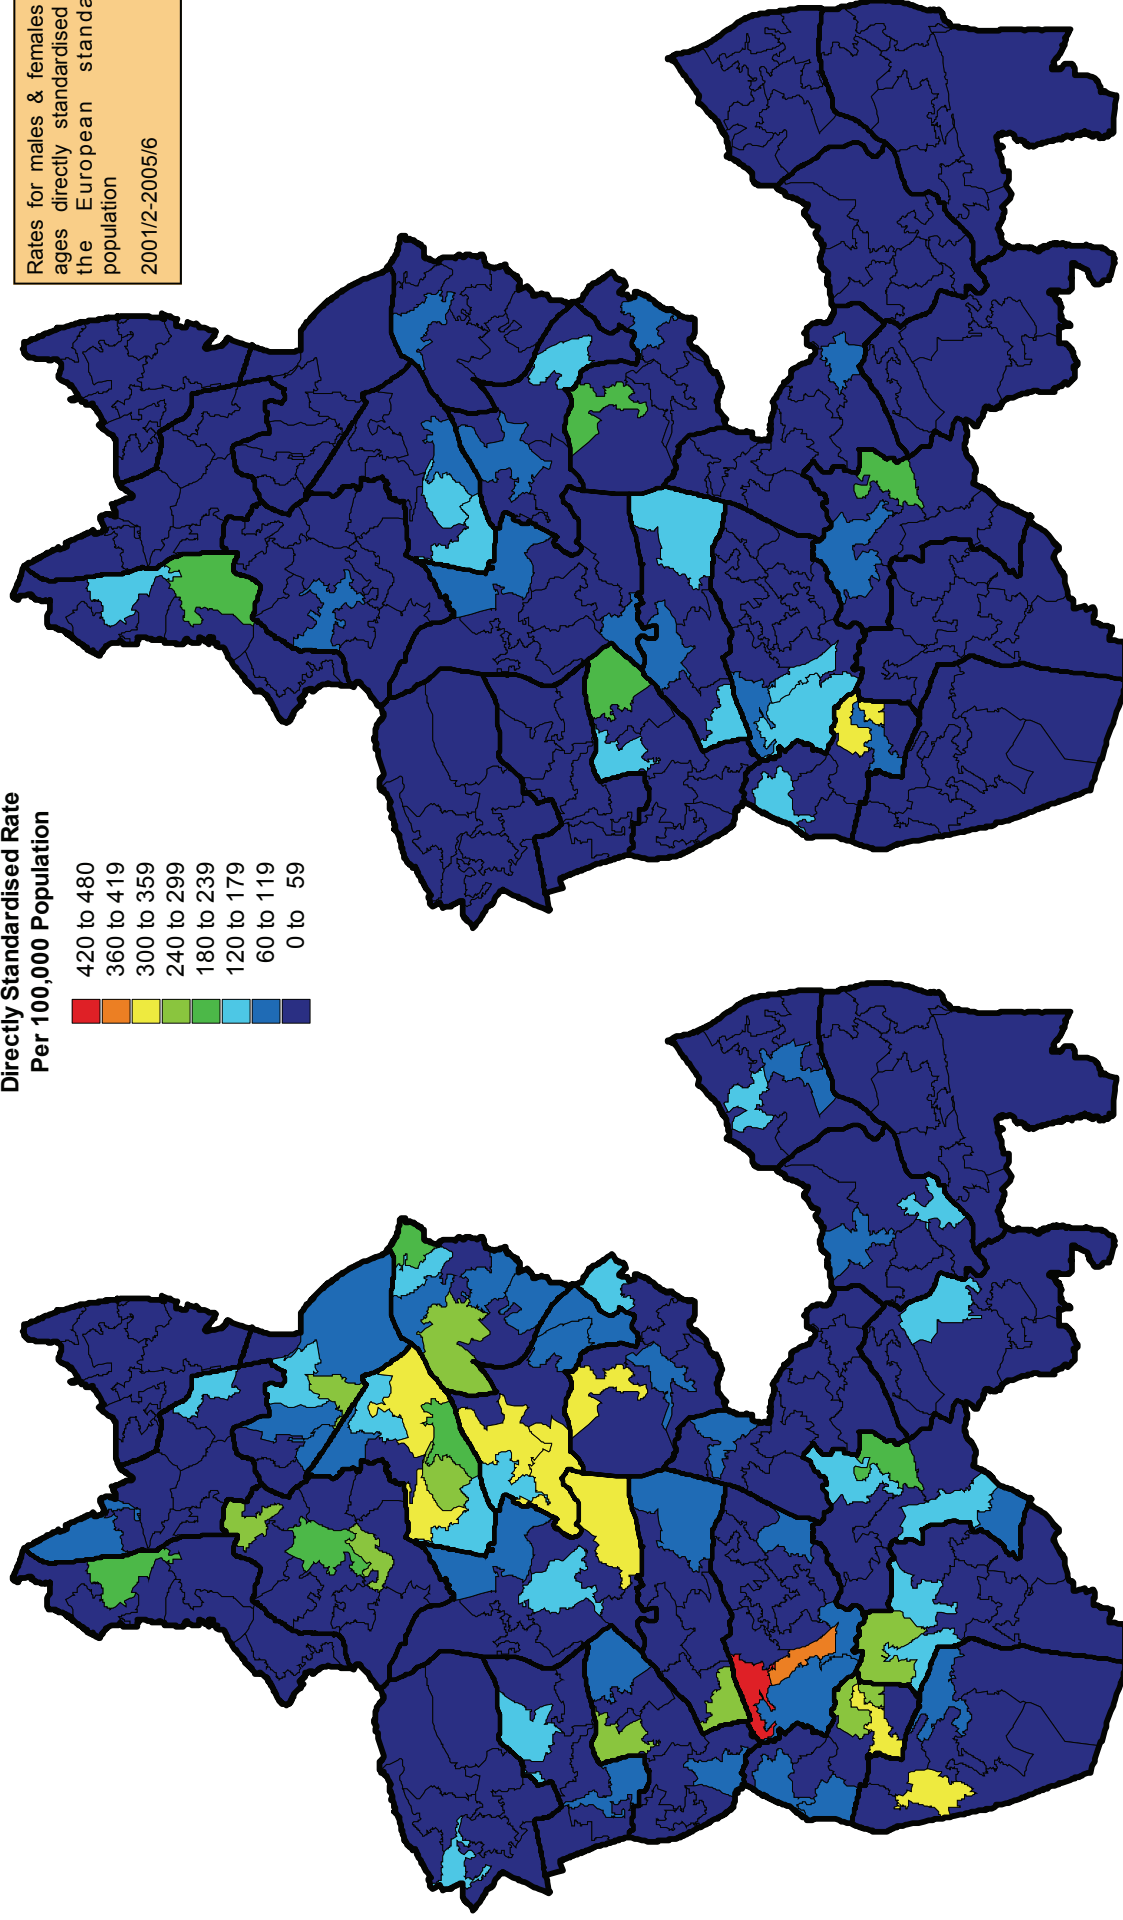 Directly Standardised Rate
Per 100,000 Population
420 to 480
360 to 419
300 to 359
240 to 299
180 to 239
120 to 179
60 to 119
0 to 59
Rates for males & females
ages directly standardised
the European standa
population
2001/2-2005/6